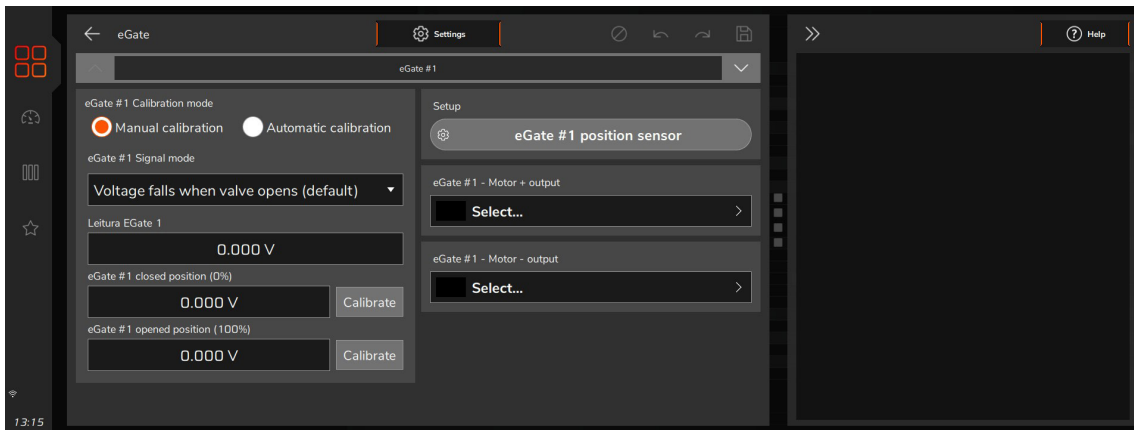 eGate
Settings
Help
eGate #1
eGate #1 Calibration mode
Manual calibration
Automatic calibration
eGate #1 Signal mode
Voltage falls when valve opens (default)
Leitura EGate 1
0.000 V
eGate #1 closed position (0%)
0.000 V
Calibrate
eGate #1 opened position (100%)
0.000 V
Calibrate
Setup
eGate #1 position sensor
eGate #1 - Motor + output
Select...
eGate #1 - Motor - output
Select...
13:15